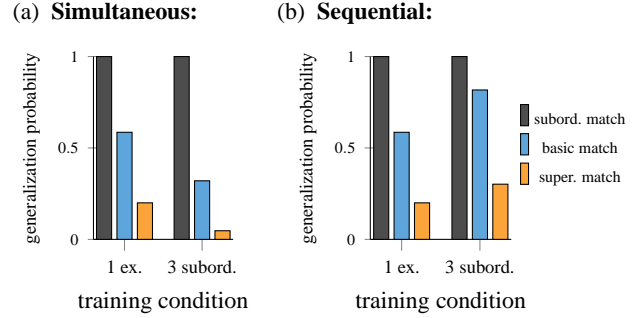 (a) Simultaneous:
generalization probability
1
0.5
0
1 ex. 3 subord.
training condition
(b) Sequential:
generalization probability
1
0.5
0
1 ex. 3 subord.
training condition
subord. match
basic match
super. match